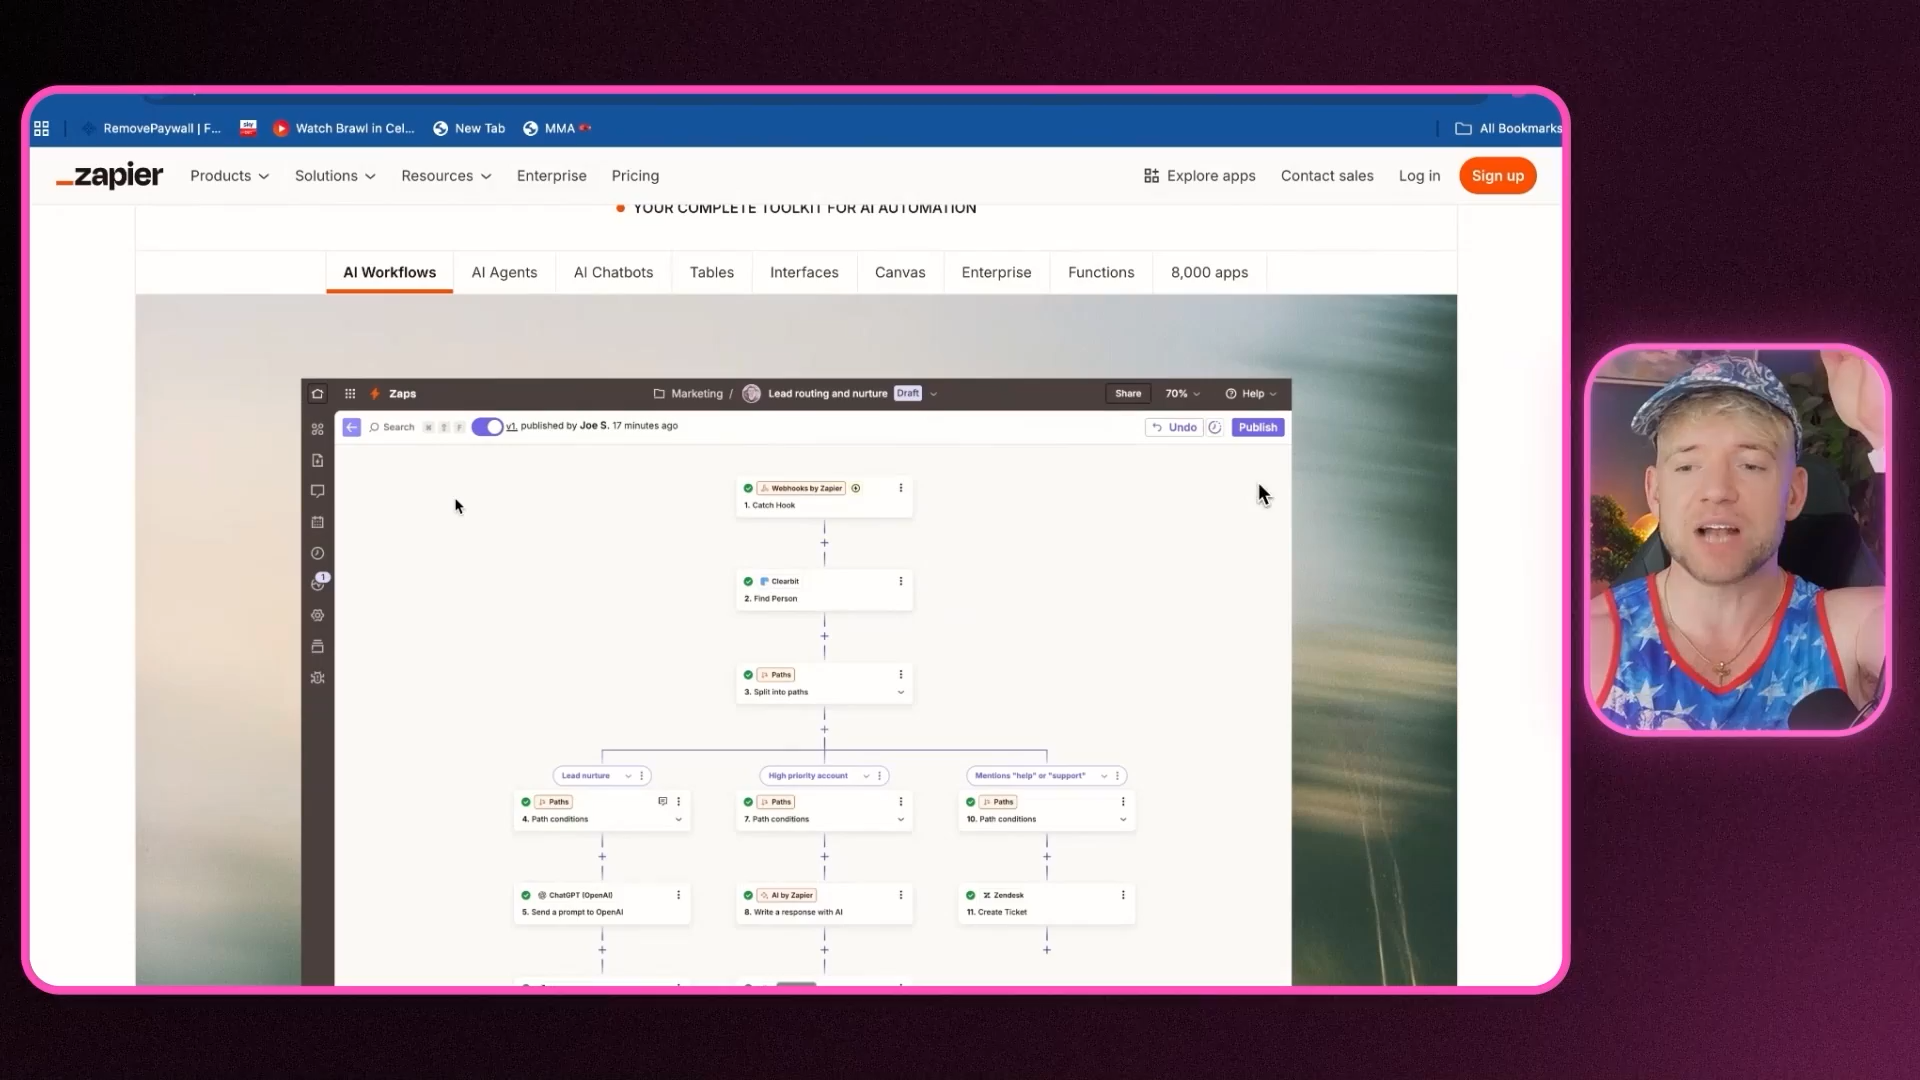 RemovePaywall | F...
sky
Watch Brawl in Cel...
New Tab
MMA
All Bookmarks
zapier
Products
Solutions
Resources
Enterprise
Pricing
Explore apps
Contact sales
Log in
Sign up
YOUR COMPLETE TOOLKIT FOR AI AUTOMATION
AI Workflows
AI Agents
AI Chatbots
Tables
Interfaces
Canvas
Enterprise
Functions
8,000 apps
Zaps
Marketing /
Lead routing and nurture
Draft
Share
70%
Help
Search
F
v1. published by Joe S. 17 minutes ago
Undo
Publish
Webhooks by Zapier
1. Catch Hook
Clearbit
2. Find Person
1
Paths
3. Split into paths
Lead nurture
High priority account
Mentions "help" or "support"
Paths
4. Path conditions
Paths
7. Path conditions
Paths
10. Path conditions
ChatGPT (OpenAI)
5. Send a prompt to OpenAI
AI by Zapier
8. Write a response with AI
Zendesk
11. Create Ticket